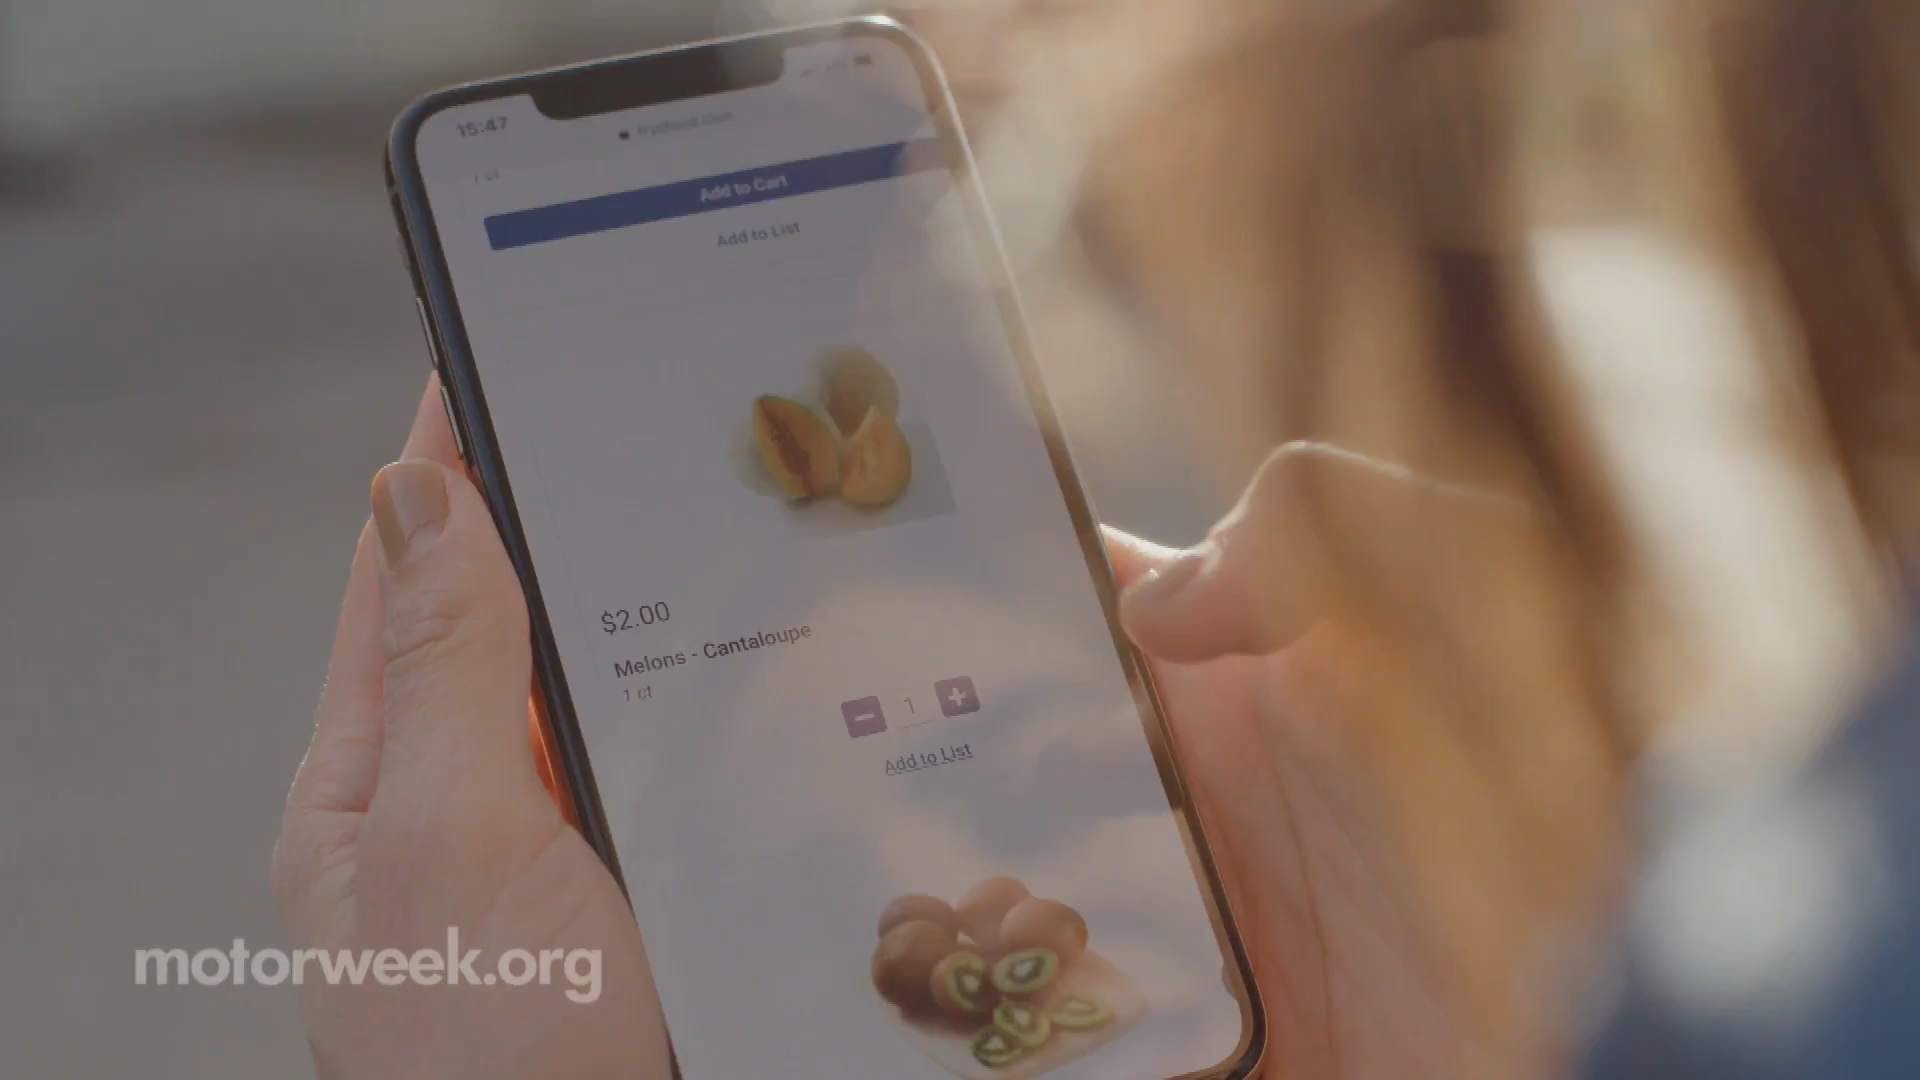 15:47
Add to Cart
Add to List
$2.00
Melons - Cantaloupe
1 ct
1
Add to List
motorweek.org